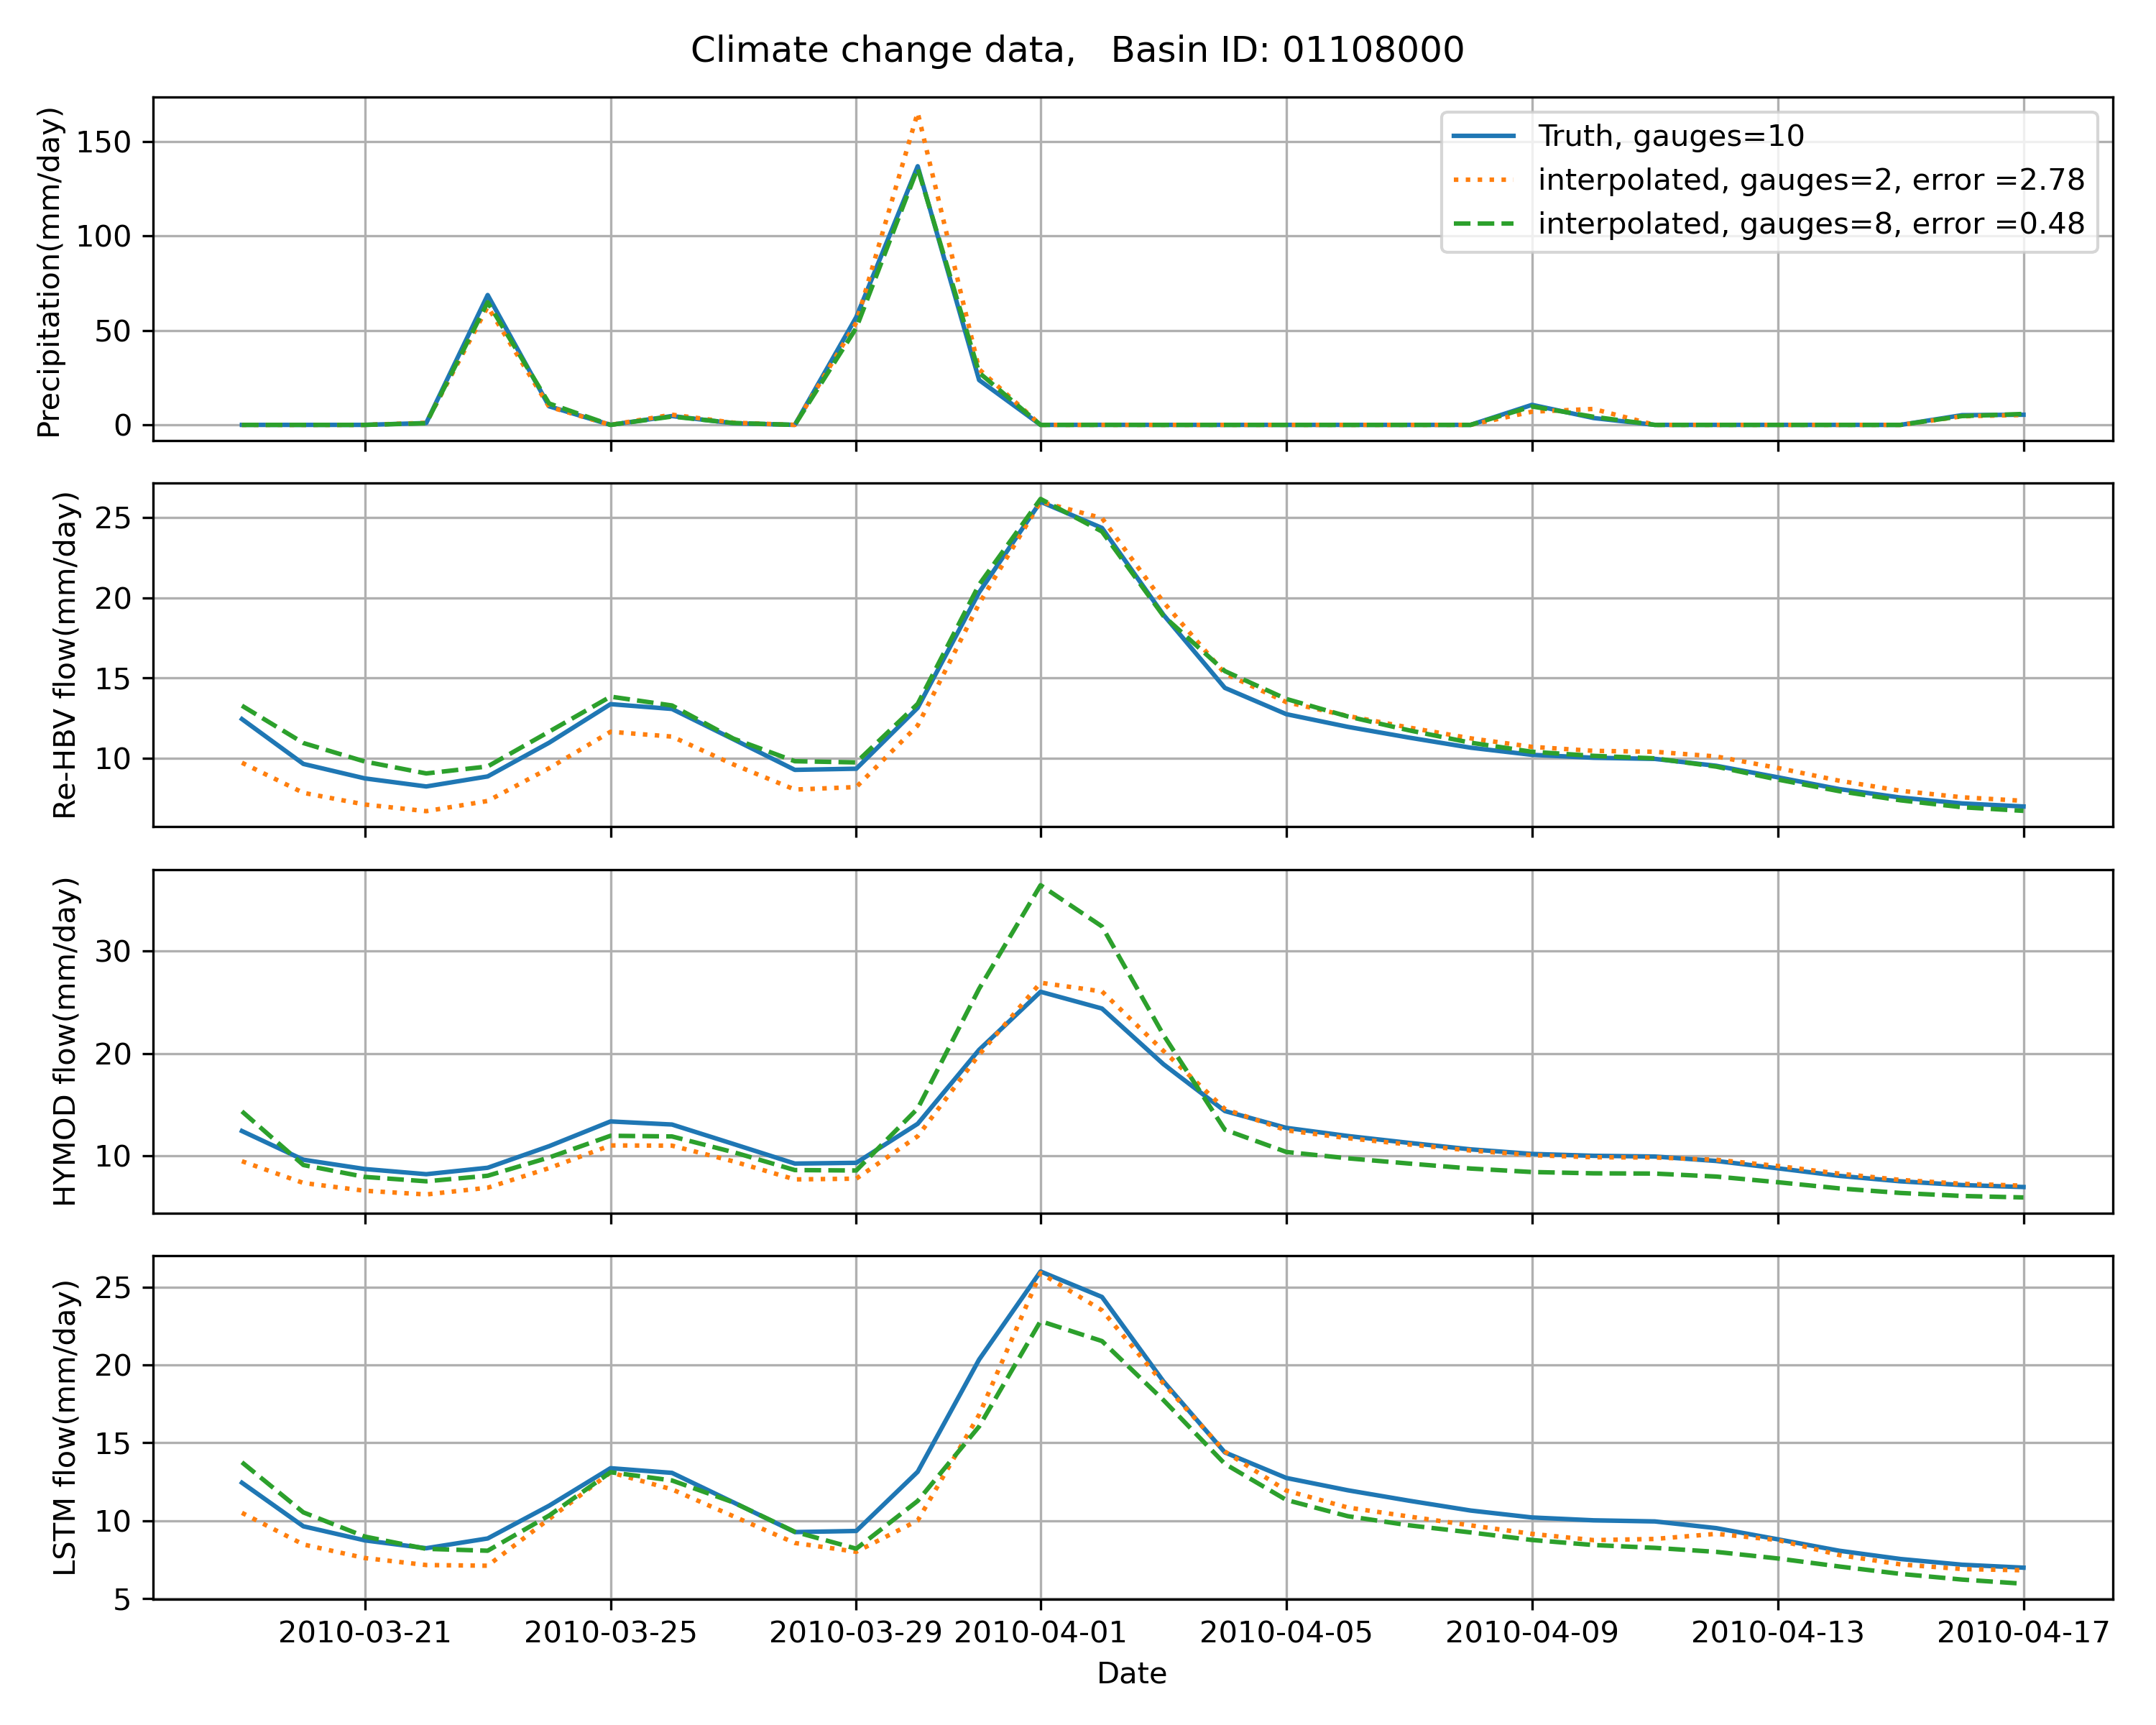 Climate change data,   Basin ID: 01108000
Precipitation(mm/day)
150
100
50
0
Truth, gauges=10
interpolated, gauges=2, error =2.78
interpolated, gauges=8, error =0.48
Re-HBV flow(mm/day)
25
20
15
10
HYMOD flow(mm/day)
30
20
10
LSTM flow(mm/day)
25
20
15
10
5
2010-03-21 2010-03-25 2010-03-29 2010-04-01 2010-04-05 2010-04-09 2010-04-13 2010-04-17
Date